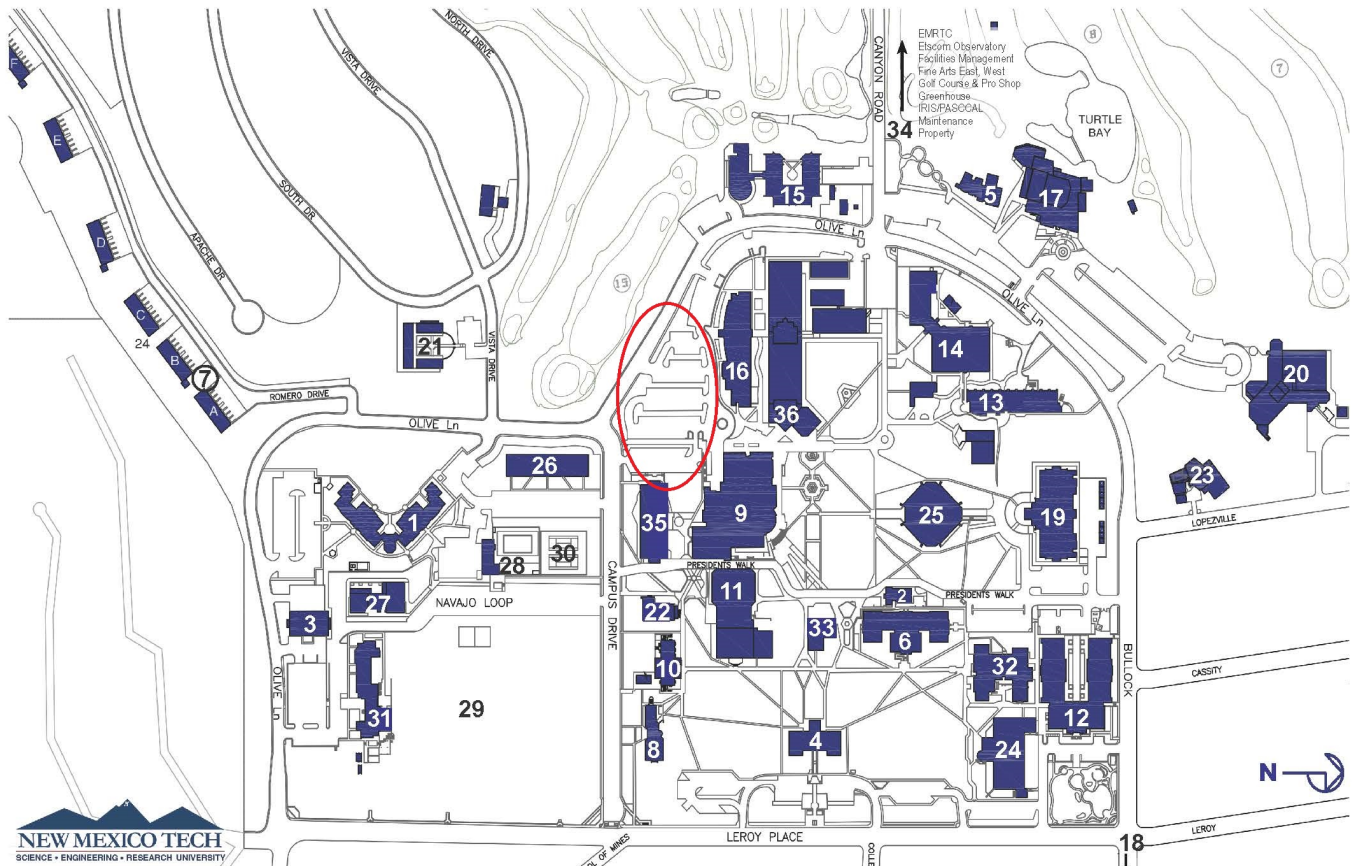 EMRTC
Etscorn Observatory
Facilities Management
Fine Arts East, West
Golf Course & Pro Shop
Greenhouse
IRIS/PASCCAL
Maintenance
Property
34
CANYON ROAD
NORTH DRIVE
VISTA DRIVE
SOUTH DR
APACHE DR
F
E
D
C
24
B
7
A
ROMERO DRIVE
TURTLE
BAY
8
7
15
5
17
OLIVE Ln
13
OLIVE Ln
21
VISTA DRIVE
16
14
20
36
13
OLIVE Ln
26
23
1
35
9
25
19
LOPEZVILLE
28
30
CAMPUS DRIVE
PRESIDENTS WALK
27
NAVAJO LOOP
11
2
PRESIDENTS WALK
3
22
33
6
10
32
BULLOCK
CASSITY
OLIVE Ln
31
29
8
4
24
12
N
NEW MEXICO TECH
SCIENCE • ENGINEERING • RESEARCH UNIVERSITY
LEROY PLACE
LEROY
18
OL OF MINES